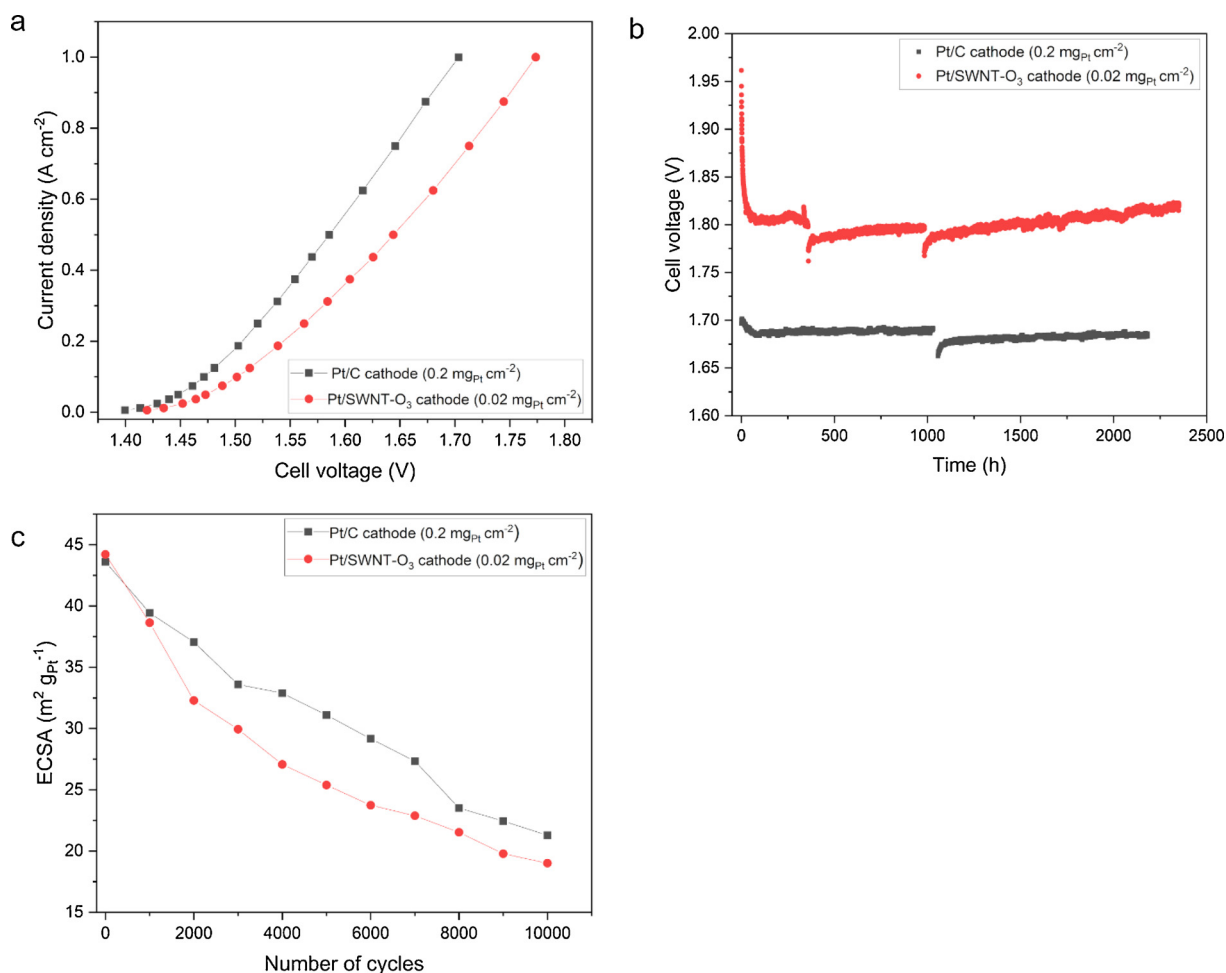 a
Current density (A cm⁻²)
1.0
0.8
0.6
0.4
0.2
0.0
Pt/C cathode (0.2 mgPt cm⁻²)
Pt/SWNT-O₃ cathode (0.02 mgPt cm⁻²)
1.40 1.45 1.50 1.55 1.60 1.65 1.70 1.75 1.80
Cell voltage (V)
b
Cell voltage (V)
2.00
1.95
1.90
1.85
1.80
1.75
1.70
1.65
1.60
Pt/C cathode (0.2 mgPt cm⁻²)
Pt/SWNT-O₃ cathode (0.02 mgPt cm⁻²)
0 500 1000 1500 2000 2500
Time (h)
c
ECSA (m² gPt⁻¹)
45
40
35
30
25
20
15
Pt/C cathode (0.2 mgPt cm⁻²)
Pt/SWNT-O₃ cathode (0.02 mgPt cm⁻²)
0 2000 4000 6000 8000 10000
Number of cycles